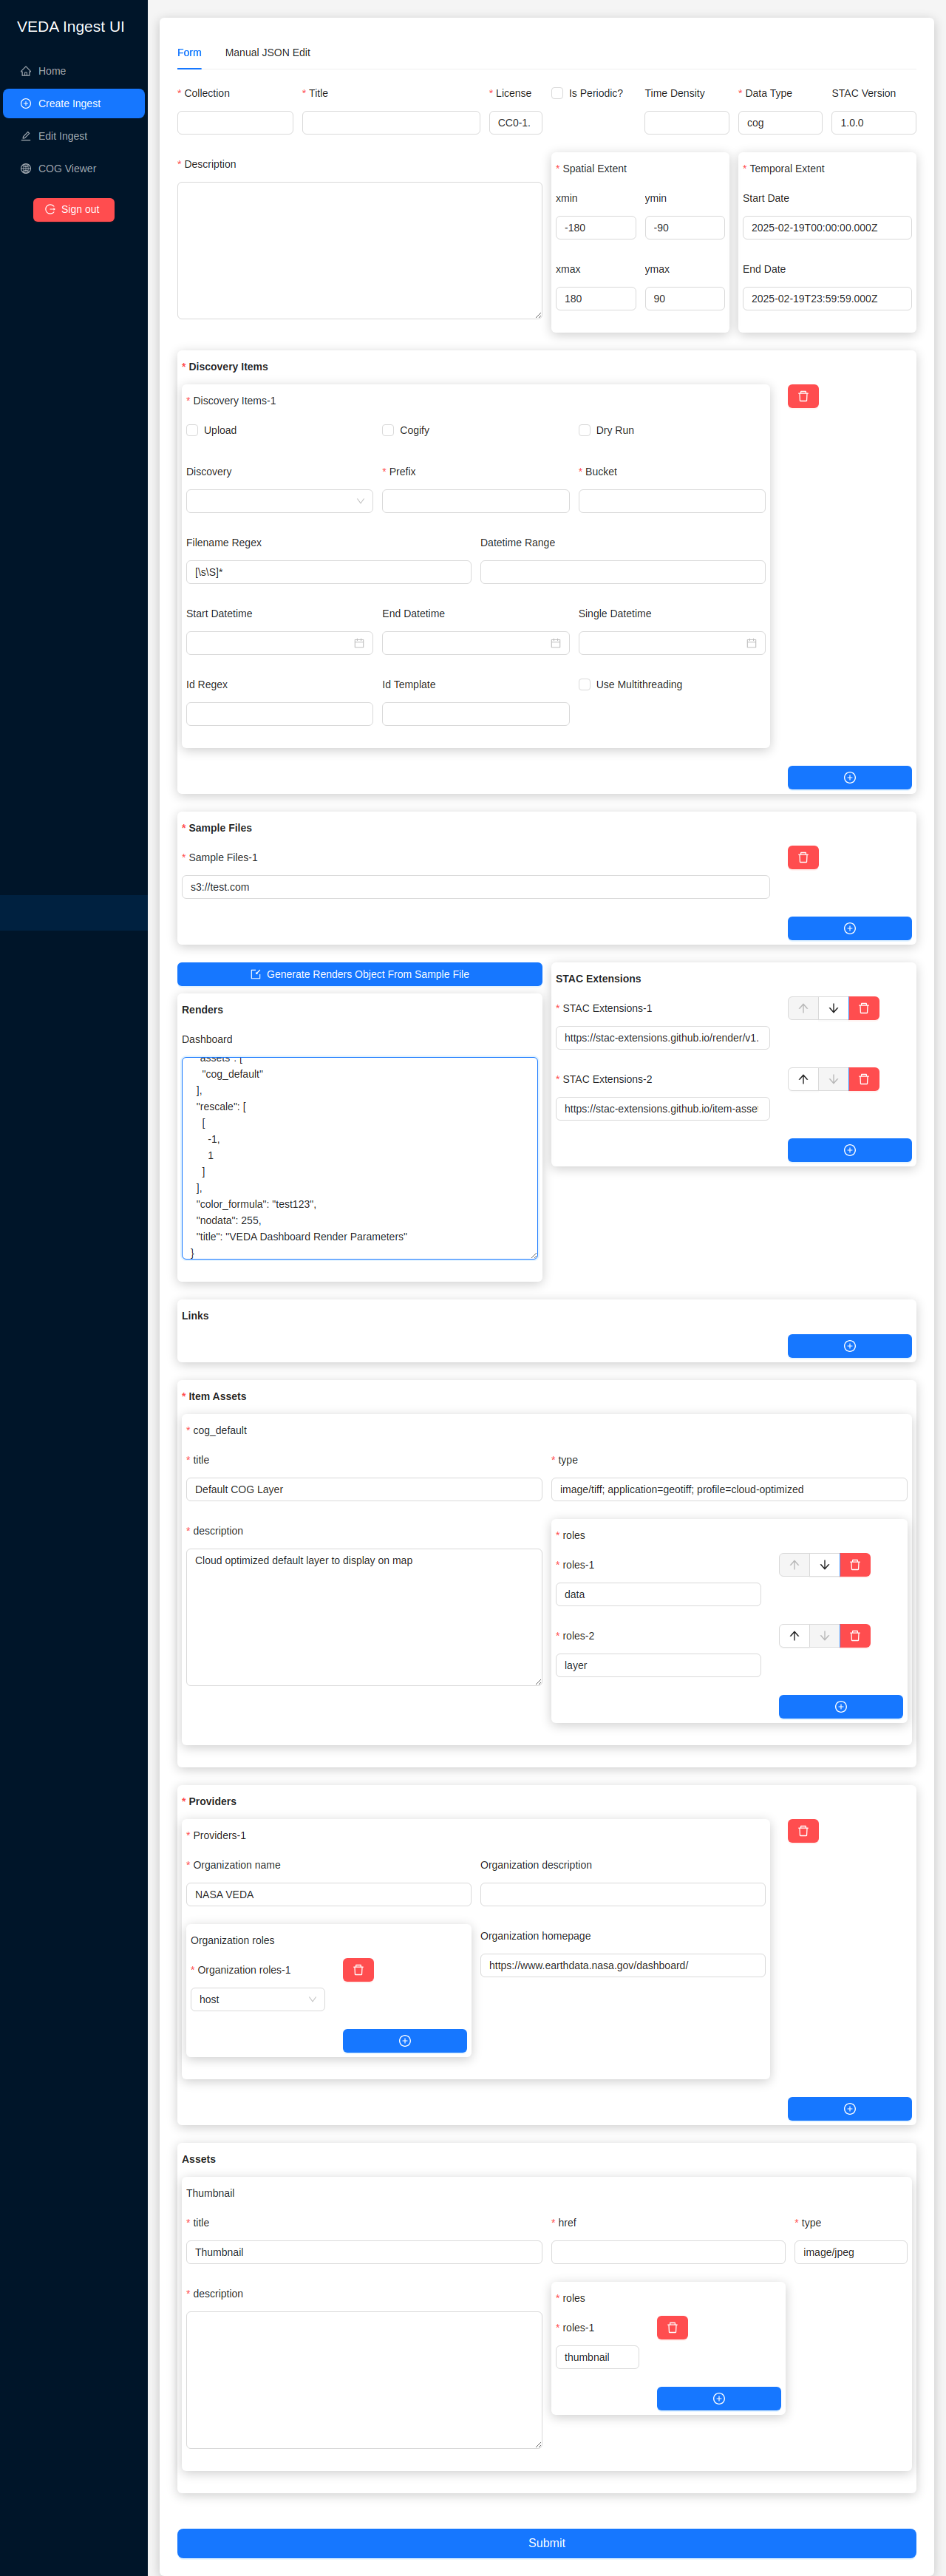 VEDA Ingest UI
Home
Create Ingest
Edit Ingest
COG Viewer
Sign out
Form Manual JSON Edit
* Collection * Title * License Is Periodic? Time Density * Data Type STAC Version
CC0-1. cog 1.0.0
* Description
* Spatial Extent
xmin ymin
-180 -90
xmax ymax
180 90
* Temporal Extent
Start Date
2025-02-19T00:00:00.000Z
End Date
2025-02-19T23:59:59.000Z
* Discovery Items
* Discovery Items-1
Upload Cogify Dry Run
Discovery * Prefix * Bucket
Filename Regex Datetime Range
[\s\S]*
Start Datetime End Datetime Single Datetime
Id Regex Id Template Use Multithreading
* Sample Files
* Sample Files-1
s3://test.com
Generate Renders Object From Sample File
Renders
Dashboard
"assets": [
"cog_default"
],
"rescale": [
[
-1,
1
]
],
"color_formula": "test123",
"nodata": 255,
"title": "VEDA Dashboard Render Parameters"
}
STAC Extensions
* STAC Extensions-1
https://stac-extensions.github.io/render/v1.
* STAC Extensions-2
https://stac-extensions.github.io/item-asse
Links
* Item Assets
* cog_default
* title * type
Default COG Layer image/tiff; application=geotiff; profile=cloud-optimized
* description
Cloud optimized default layer to display on map
* roles
* roles-1
data
* roles-2
layer
* Providers
* Providers-1
* Organization name Organization description
NASA VEDA
Organization roles
* Organization roles-1
host
Organization homepage
https://www.earthdata.nasa.gov/dashboard/
Assets
Thumbnail
* title * href * type
Thumbnail image/jpeg
* description
* roles
* roles-1
thumbnail
Submit